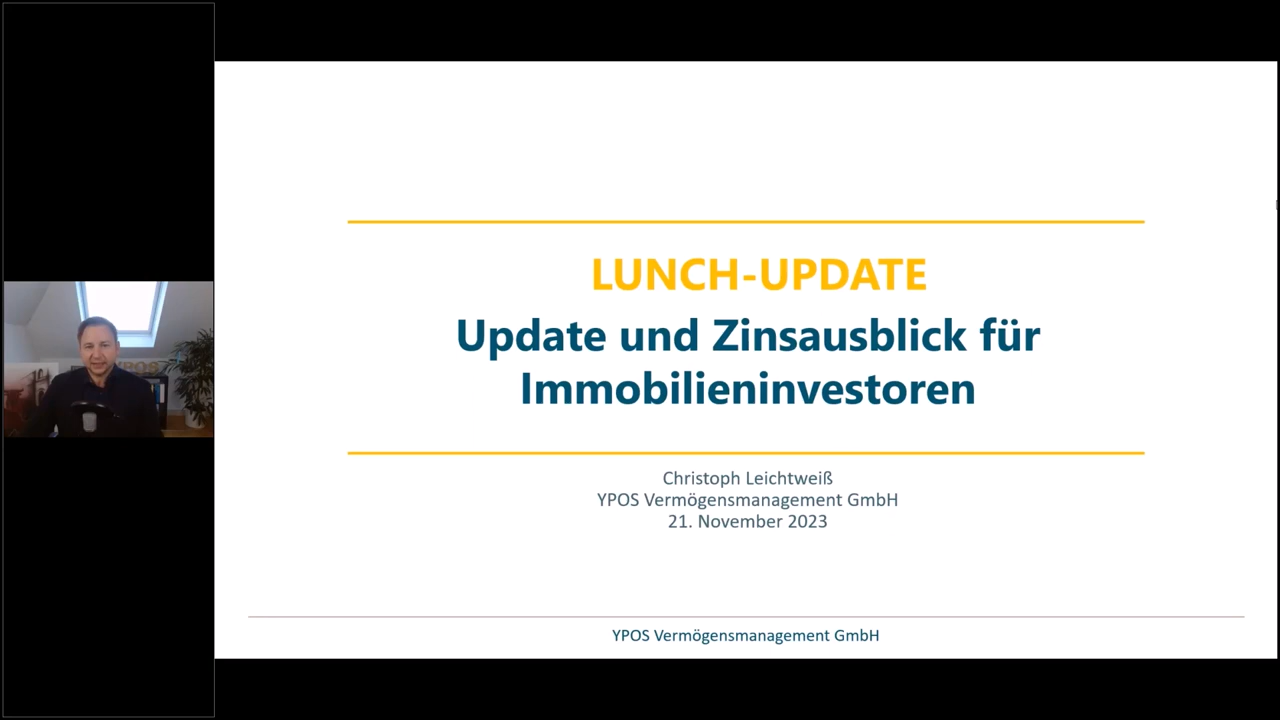 LUNCH-UPDATE
Update und Zinsausblick für
Immobilieninvestoren
Christoph Leichtweiß
YPOS Vermögensmanagement GmbH
21. November 2023
YPOS Vermögensmanagement GmbH